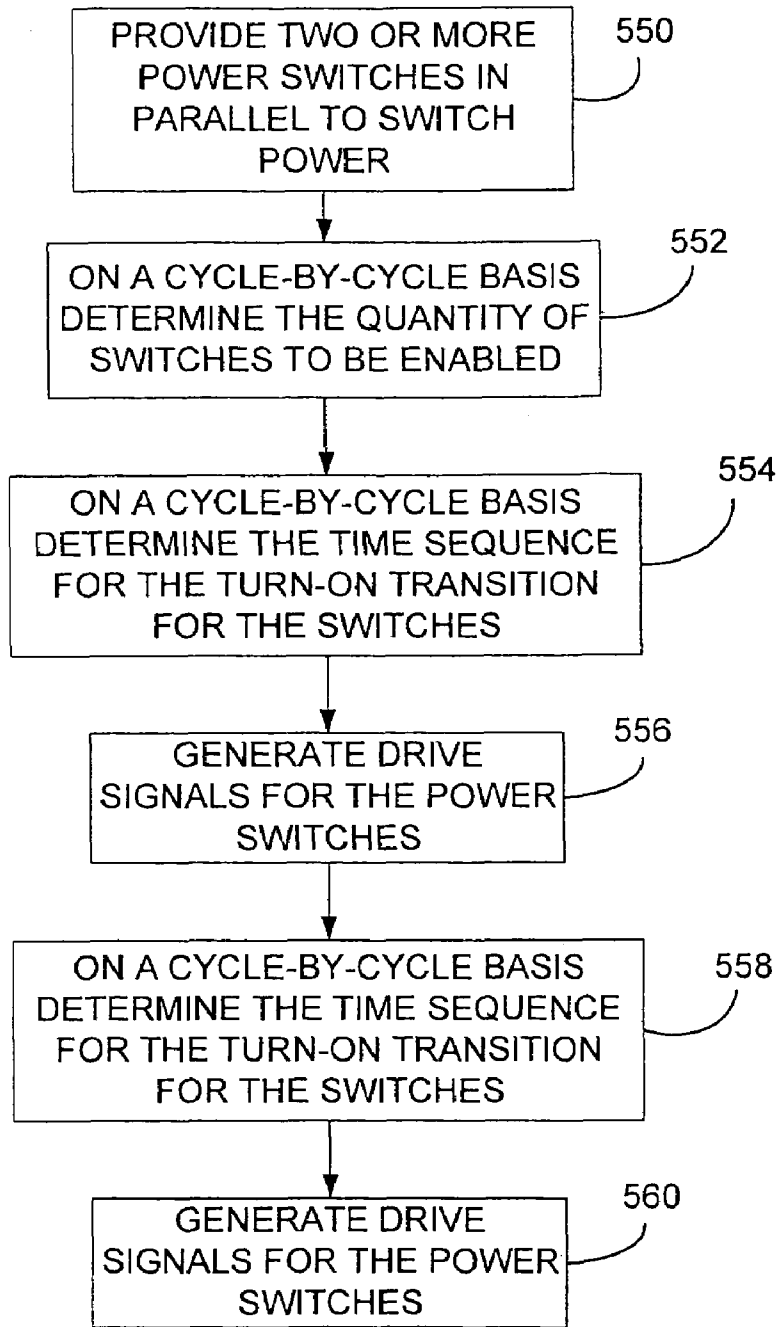 PROVIDE TWO OR MORE
POWER SWITCHES IN
PARALLEL TO SWITCH
POWER
550
ON A CYCLE-BY-CYCLE BASIS
DETERMINE THE QUANTITY OF
SWITCHES TO BE ENABLED
552
ON A CYCLE-BY-CYCLE BASIS
DETERMINE THE TIME SEQUENCE
FOR THE TURN-ON TRANSITION
FOR THE SWITCHES
554
GENERATE DRIVE
SIGNALS FOR THE POWER
SWITCHES
556
ON A CYCLE-BY-CYCLE BASIS
DETERMINE THE TIME SEQUENCE
FOR THE TURN-ON TRANSITION
FOR THE SWITCHES
558
GENERATE DRIVE
SIGNALS FOR THE POWER
SWITCHES
560